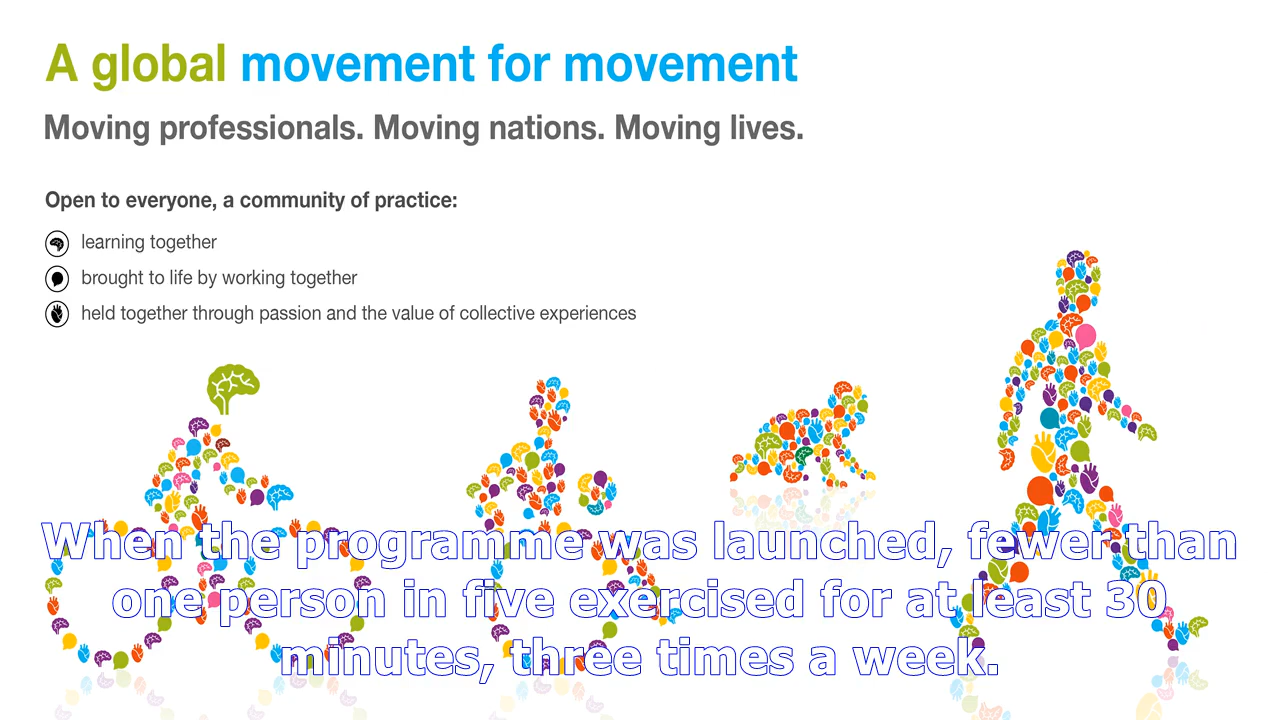 A global movement for movement
Moving professionals. Moving nations. Moving lives.
Open to everyone, a community of practice:
learning together
brought to life by working together
held together through passion and the value of collective experiences
When the programme was launched, fewer than
one person in five exercised for at least 30
minutes, three times a week.